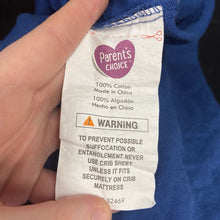 Parent's
CHOICE
100% Cotton
Made in China
100% Algodón
Hecho en China
WARNING
TO PREVENT POSSIBLE
SUFFOCATION OR
ENTANGLEMENT NEVER
USE CRIB SHEET
UNLESS IT FITS
SECURELY ON CRIB
MATTRESS
52469